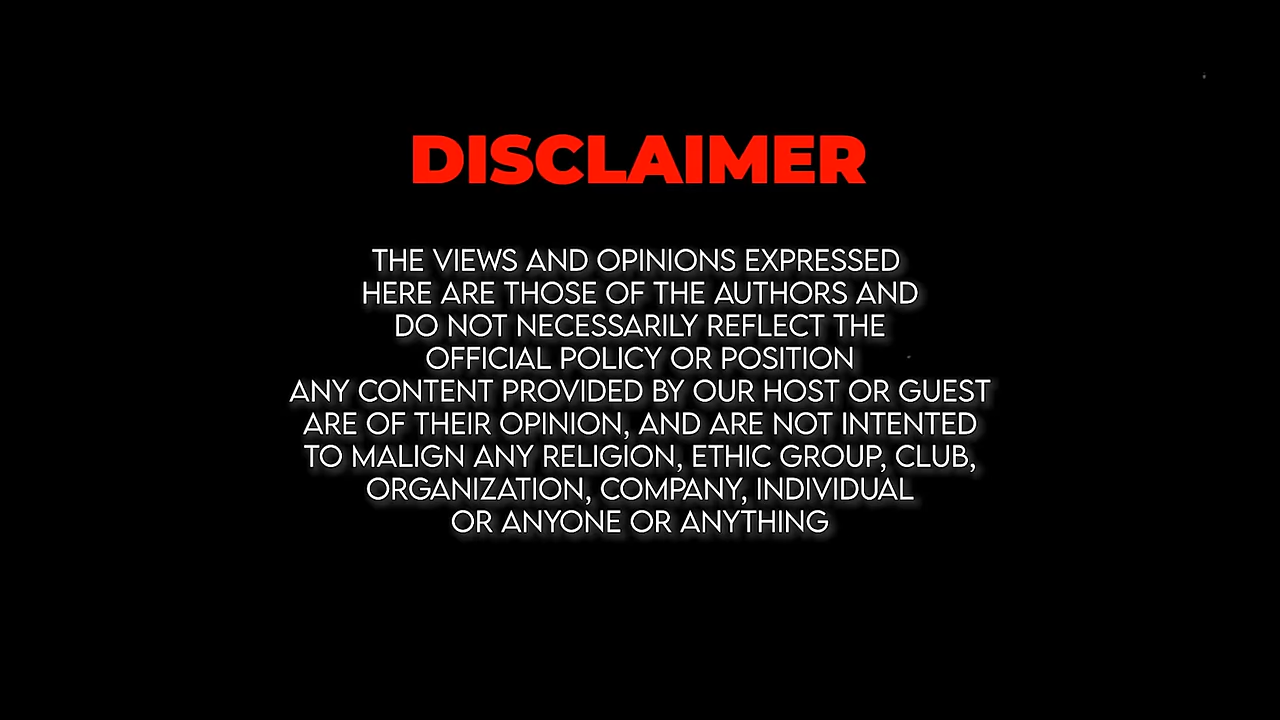 DISCLAIMER
THE VIEWS AND OPINIONS EXPRESSED
HERE ARE THOSE OF THE AUTHORS AND
DO NOT NECESSARILY REFLECT THE
OFFICIAL POLICY OR POSITION
ANY CONTENT PROVIDED BY OUR HOST OR GUEST
ARE OF THEIR OPINION, AND ARE NOT INTENTED
TO MALIGN ANY RELIGION, ETHIC GROUP, CLUB,
ORGANIZATION, COMPANY, INDIVIDUAL
OR ANYONE OR ANYTHING